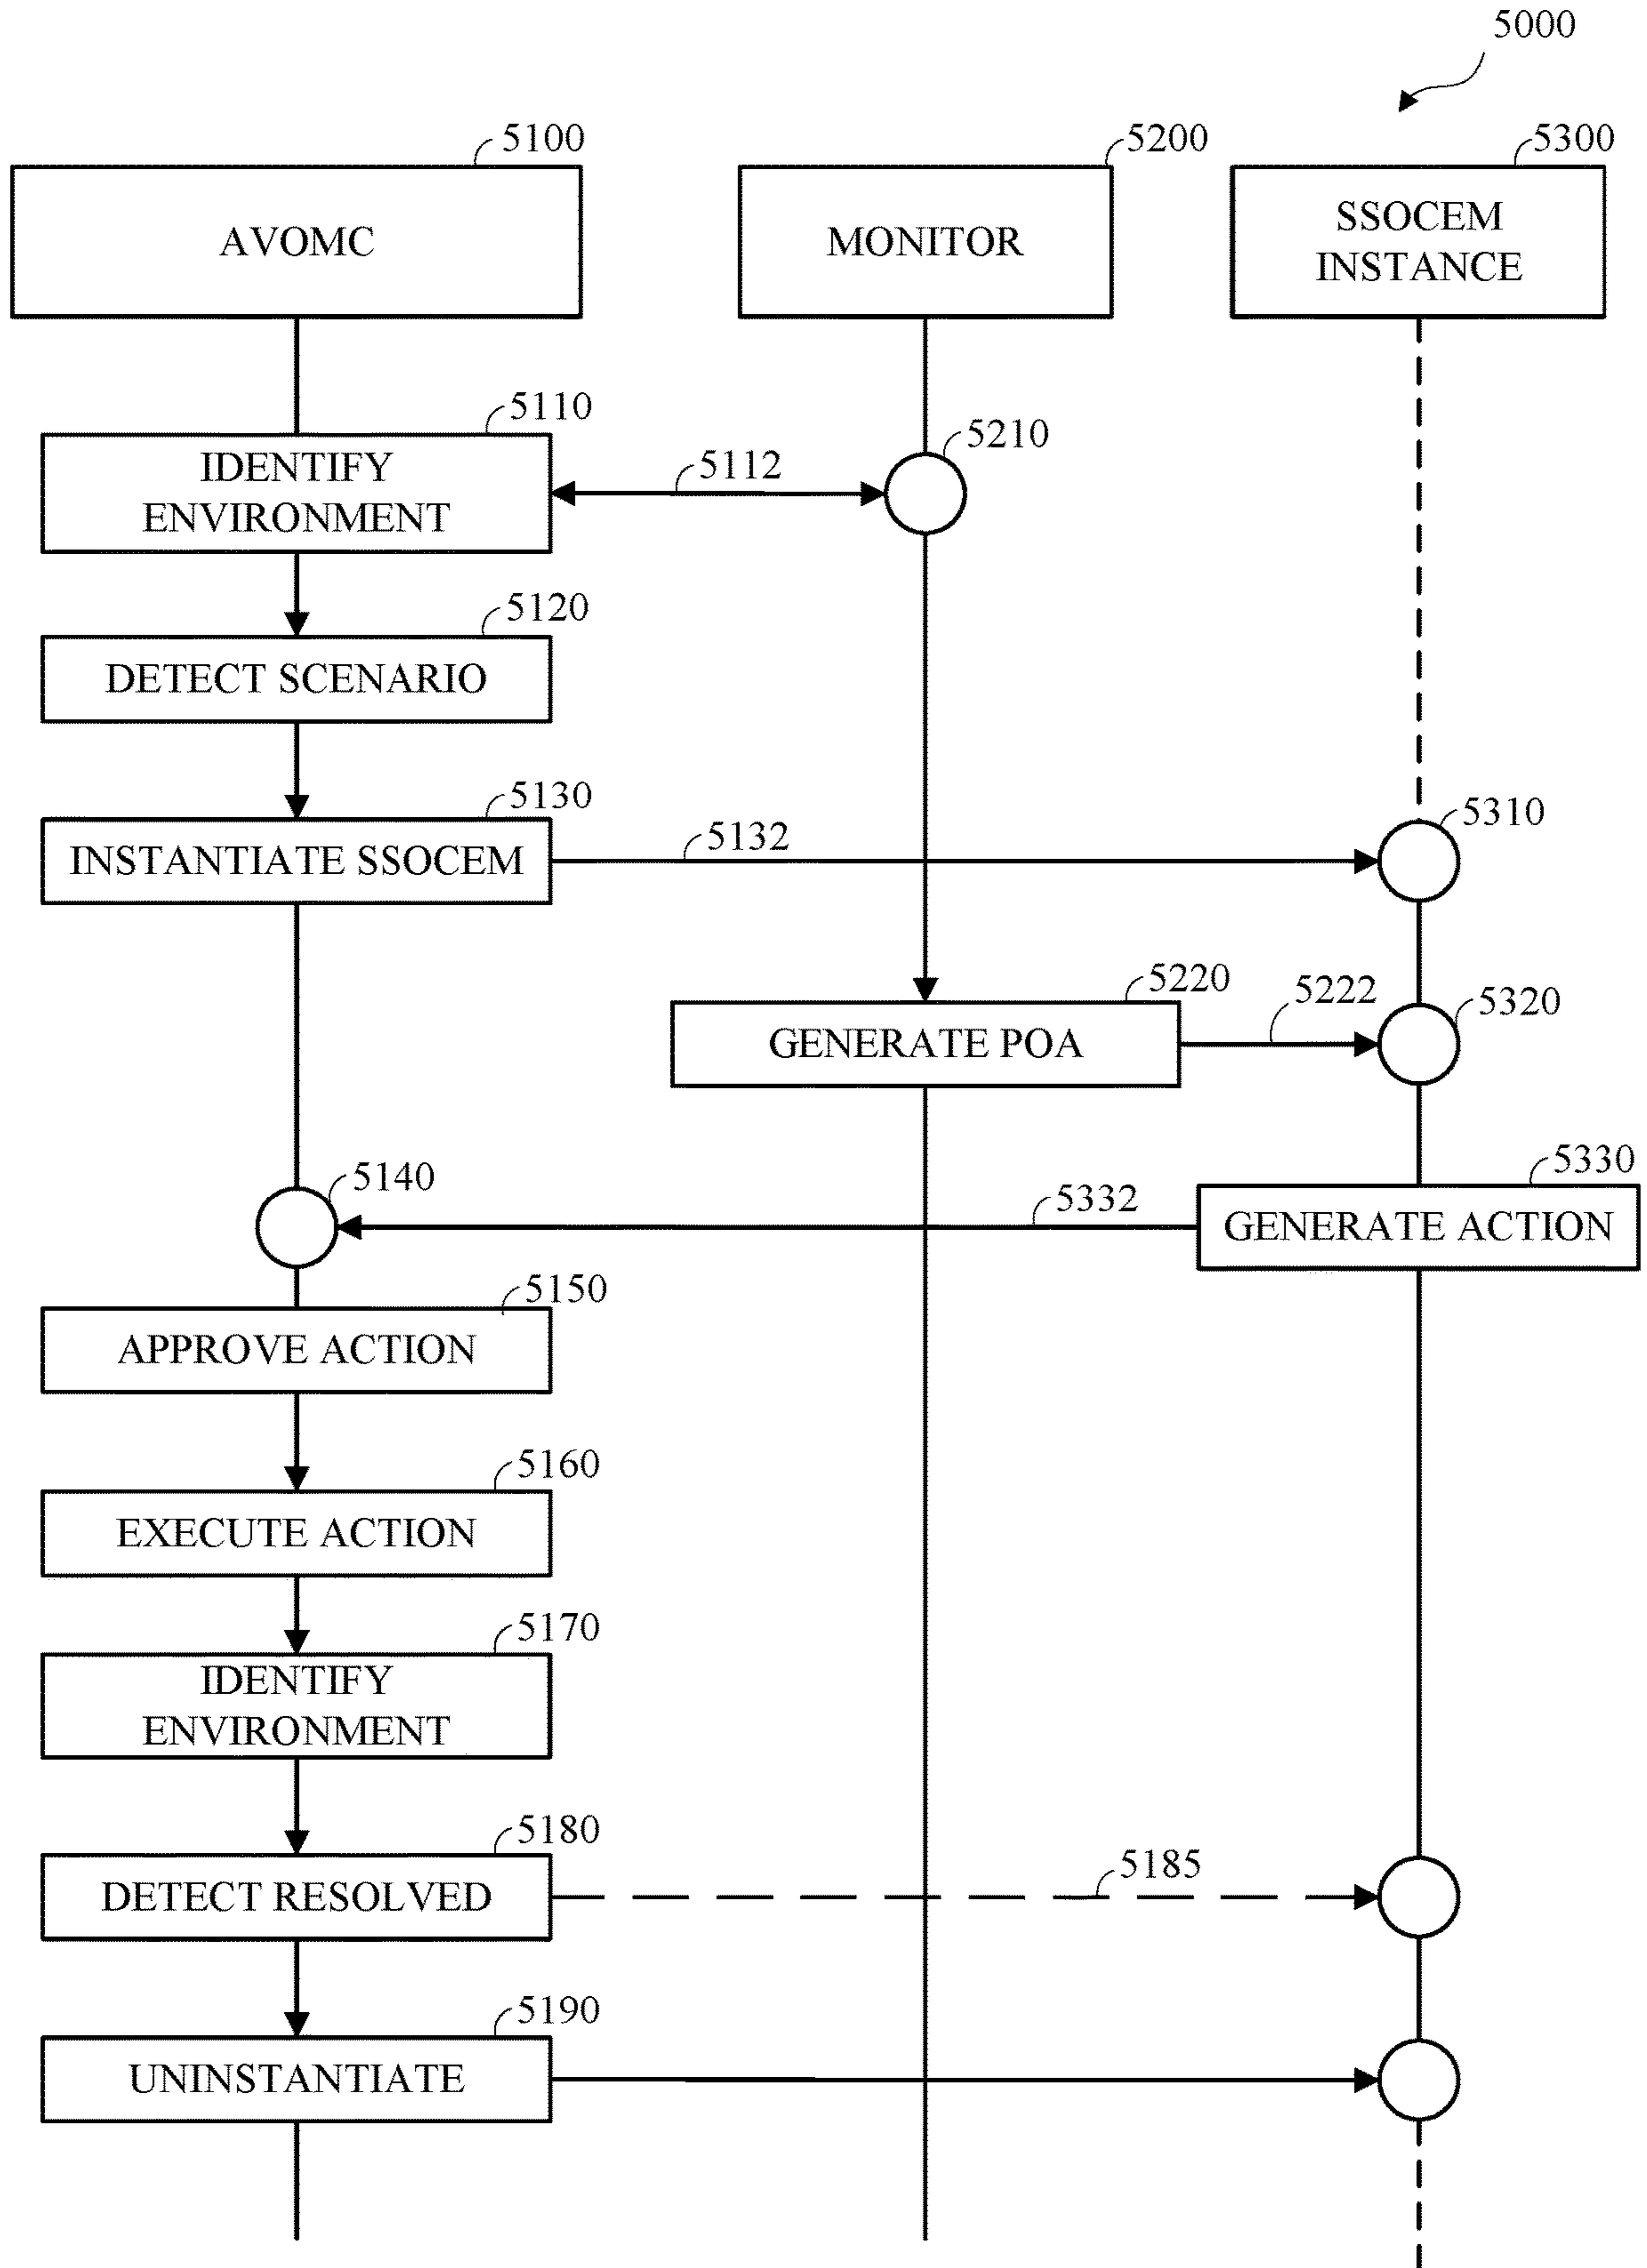 5000
5100
5200
5300
AVOMC
MONITOR
SSOCEM
INSTANCE
5110
IDENTIFY
ENVIRONMENT
5112
5210
5120
DETECT SCENARIO
5130
INSTANTIATE SSOCEM
5132
5310
5220
GENERATE POA
5222
5320
5140
5332
5330
GENERATE ACTION
5150
APPROVE ACTION
5160
EXECUTE ACTION
5170
IDENTIFY
ENVIRONMENT
5180
DETECT RESOLVED
5185
5190
UNINSTANTIATE